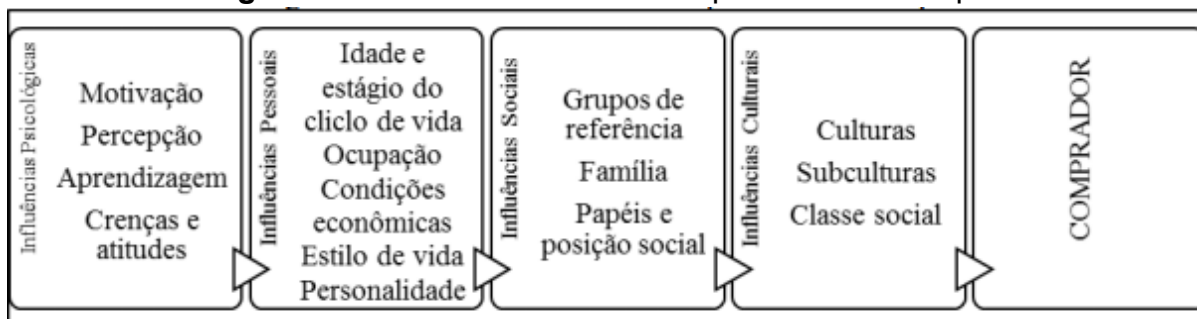 Influências Psicológicas
Motivação
Percepção
Aprendizagem
Crenças e
atitudes
Influências Pessoais
Idade e
estágio do
cliclo de vida
Ocupação
Condições
econômicas
Estilo de vida
Personalidade
Influências Sociais
Grupos de
referência
Família
Papéis e
posição social
Influências Culturais
Culturas
Subculturas
Classe social
COMPRADOR